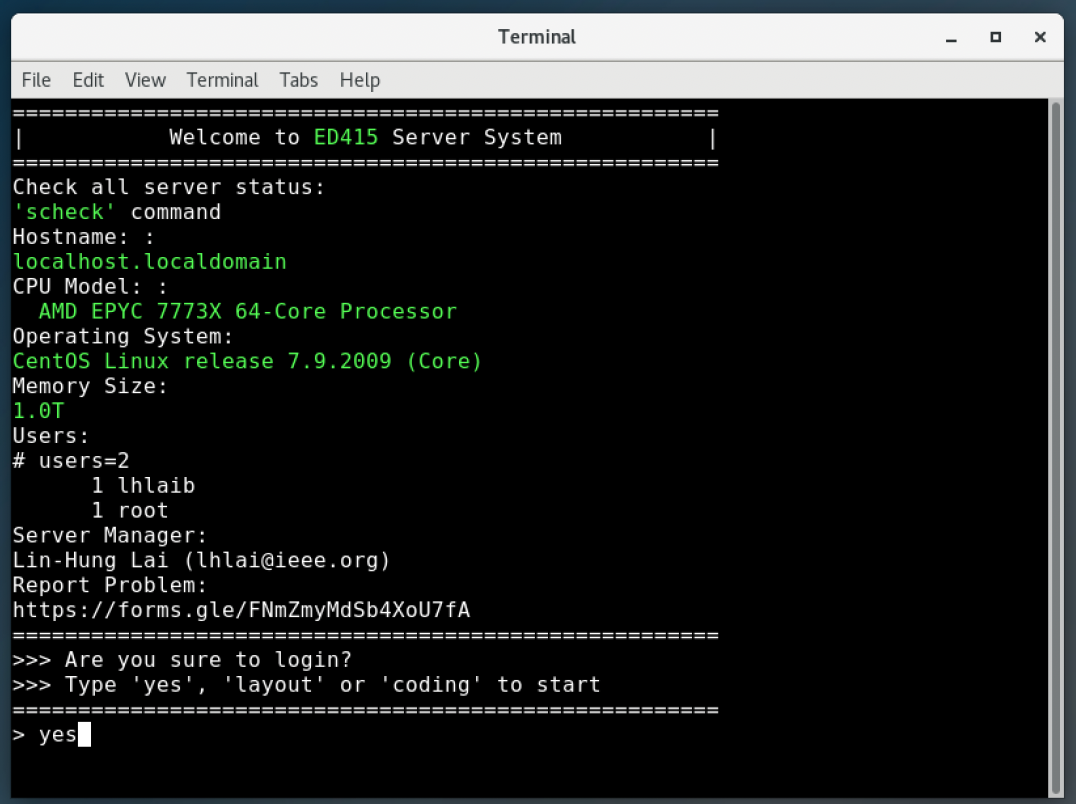 Terminal
File Edit View Terminal Tabs Help
======================================================
|           Welcome to ED415 Server System           |
======================================================
Check all server status:
'scheck' command
Hostname: :
localhost.localdomain
CPU Model: :
  AMD EPYC 7773X 64-Core Processor
Operating System:
CentOS Linux release 7.9.2009 (Core)
Memory Size:
1.0T
Users:
# users=2
      1 lhlaib
      1 root
Server Manager:
Lin-Hung Lai (lhlai@ieee.org)
Report Problem:
https://forms.gle/FNmZmyMdSb4XoU7fA
======================================================
>>> Are you sure to login?
>>> Type 'yes', 'layout' or 'coding' to start
======================================================
> yes